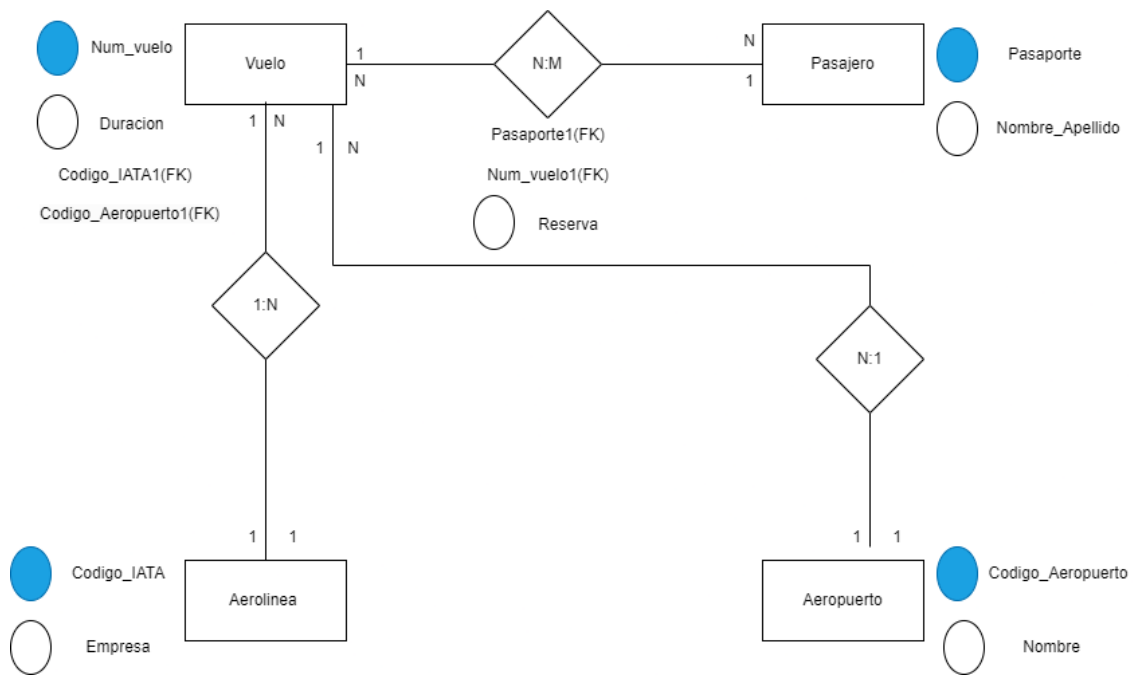 Num_vuelo
Vuelo
1
N
N:M
N
1
Pasajero
Pasaporte
Duracion
1
N
1
N
Pasaporte1(FK)
Nombre_Apellido
Codigo_IATA1(FK)
Num_vuelo1(FK)
Codigo_Aeropuerto1(FK)
Reserva
1:N
N:1
1
1
1
1
Codigo_IATA
Aerolinea
Aeropuerto
Codigo_Aeropuerto
Empresa
Nombre